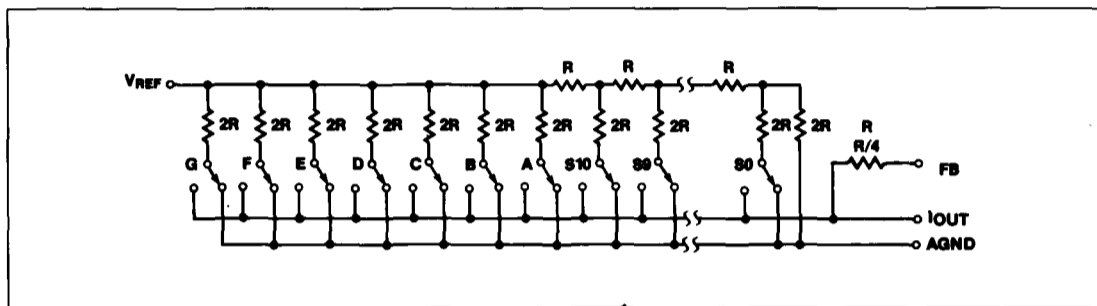 R R R
VREF
2R 2R 2R 2R 2R 2R 2R 2R 2R 2R 2R
R
R/4
G F E D C B A S10 S9 S0 FB
IOUT
AGND